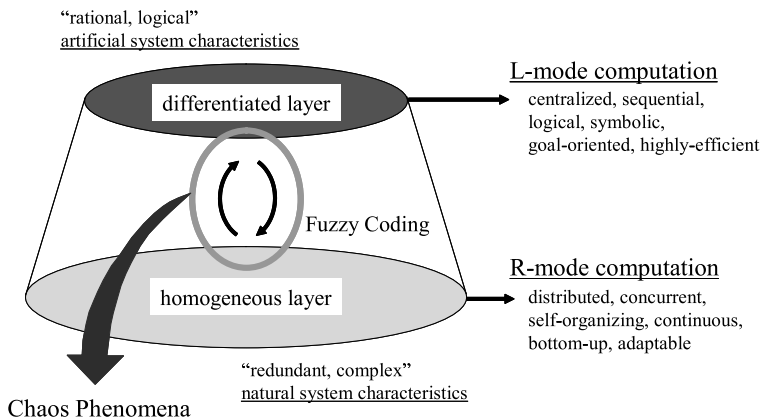 “rational, logical”
artificial system characteristics
differentiated layer
L-mode computation
centralized, sequential,
logical, symbolic,
goal-oriented, highly-efficient
Fuzzy Coding
homogeneous layer
R-mode computation
distributed, concurrent,
self-organizing, continuous,
bottom-up, adaptable
“redundant, complex”
natural system characteristics
Chaos Phenomena